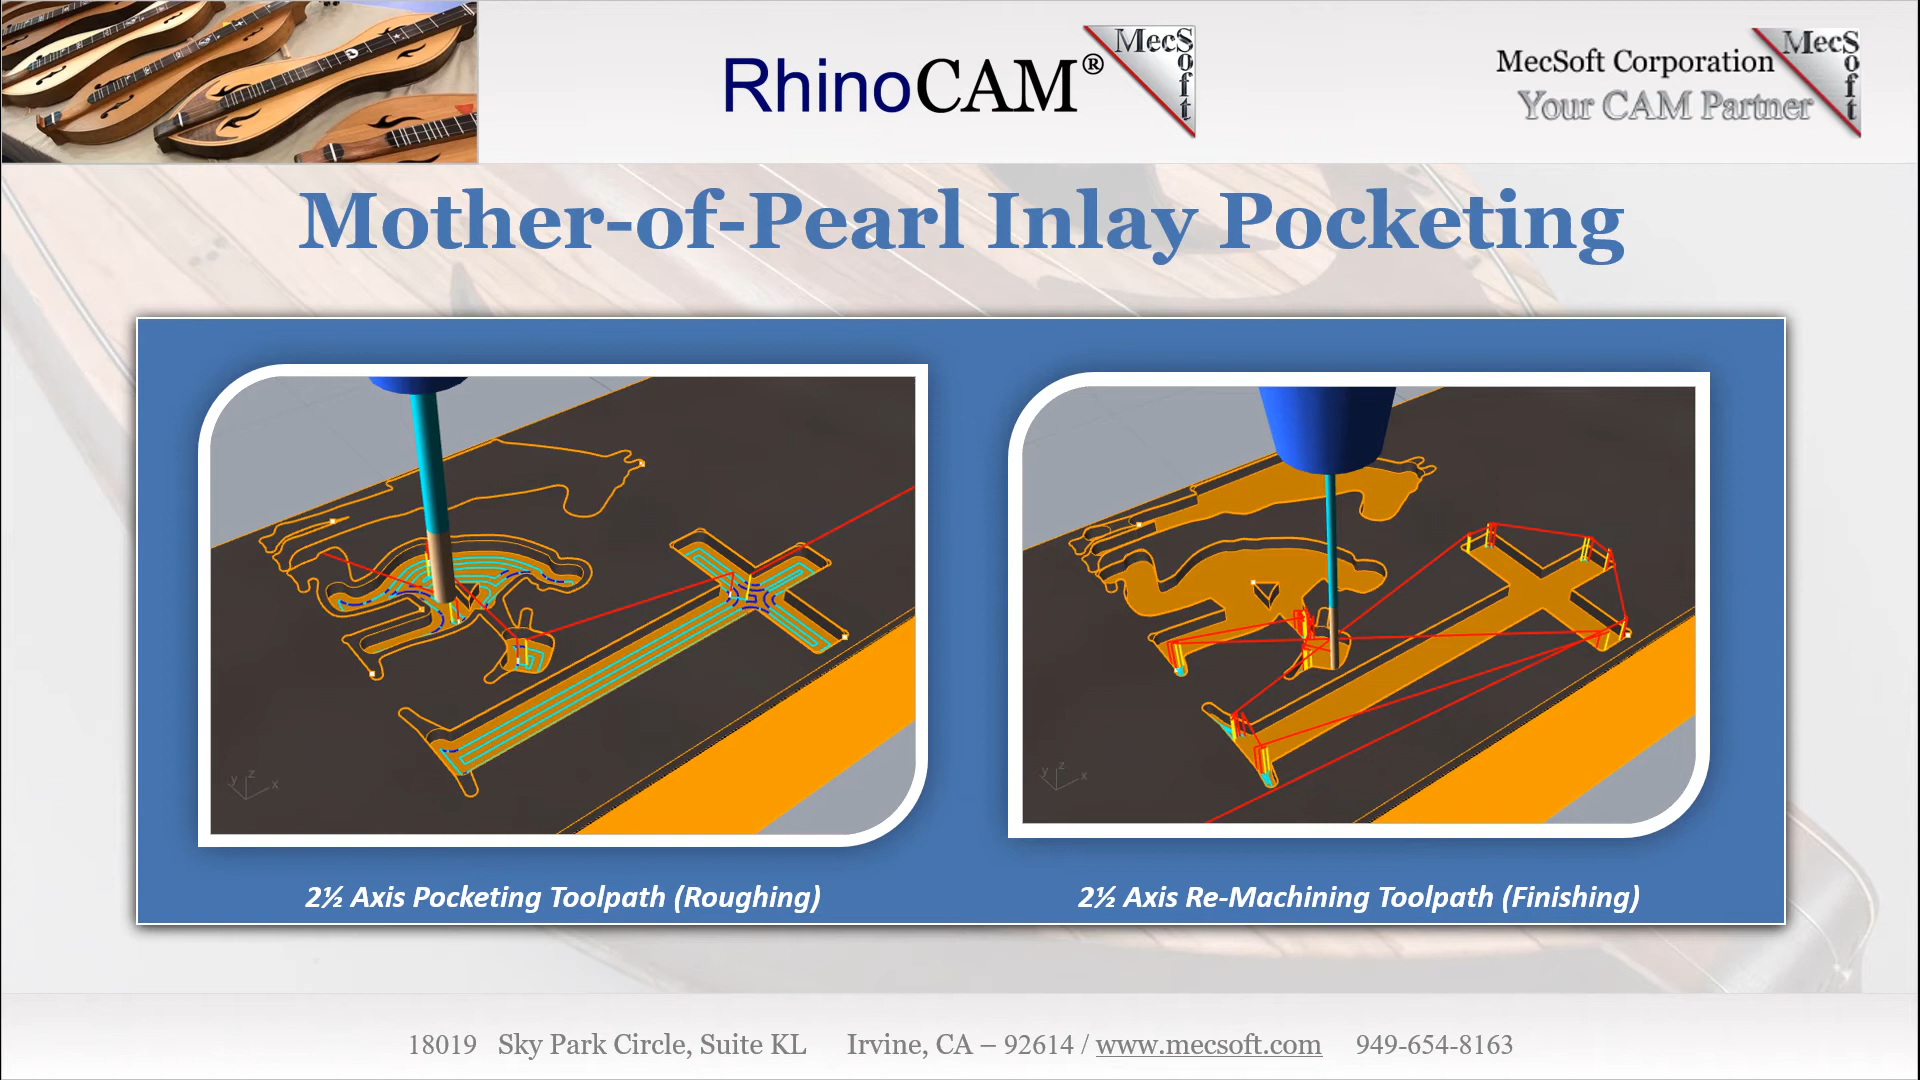 RhinoCAM®
MecSoft
MecSoft Corporation
Your CAM Partner
MecSoft
Mother-of-Pearl Inlay Pocketing
y z x
y z x
2½ Axis Pocketing Toolpath (Roughing)
2½ Axis Re-Machining Toolpath (Finishing)
18019 Sky Park Circle, Suite KL Irvine, CA – 92614 / www.mecsoft.com 949-654-8163